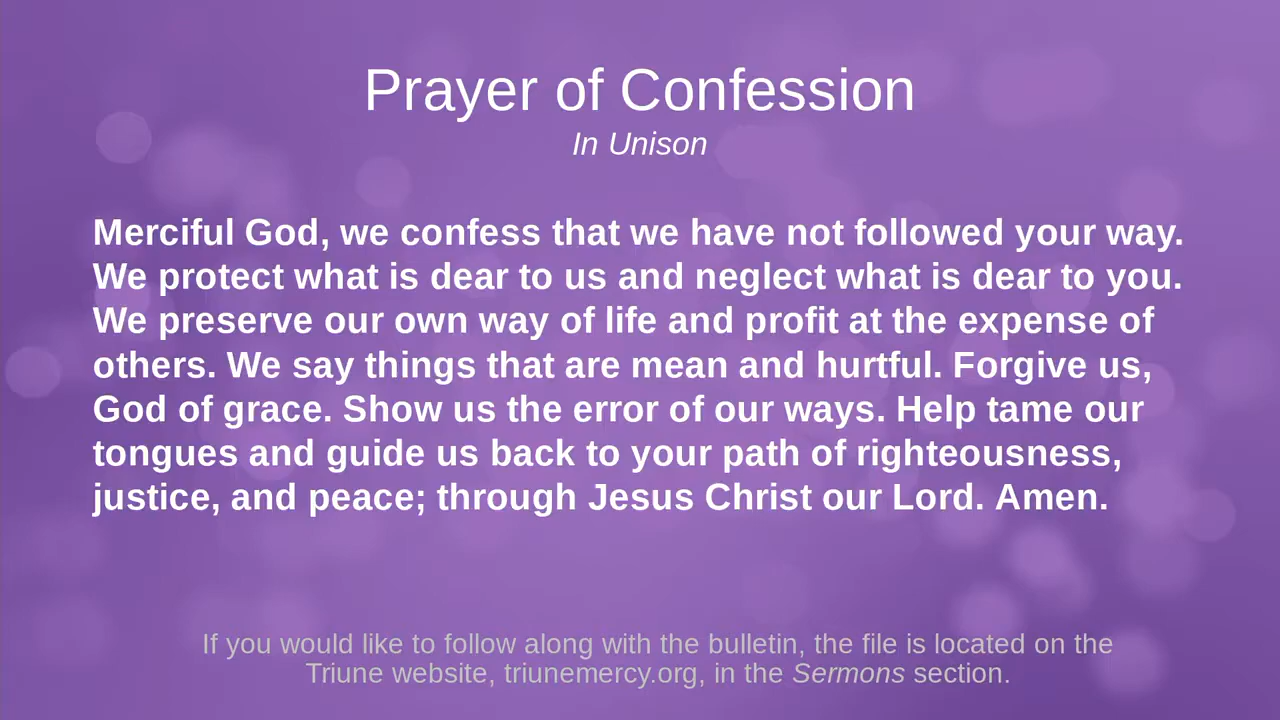 Prayer of Confession
In Unison
Merciful God, we confess that we have not followed your way.
We protect what is dear to us and neglect what is dear to you.
We preserve our own way of life and profit at the expense of
others. We say things that are mean and hurtful. Forgive us,
God of grace. Show us the error of our ways. Help tame our
tongues and guide us back to your path of righteousness,
justice, and peace; through Jesus Christ our Lord. Amen.
If you would like to follow along with the bulletin, the file is located on the
Triune website, triunemercy.org, in the Sermons section.